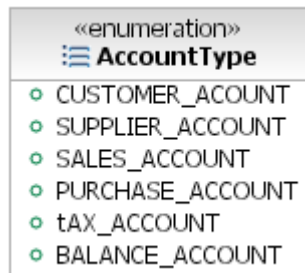 «enumeration»
AccountType
CUSTOMER_ACOUNT
SUPPLIER_ACCOUNT
SALES_ACCOUNT
PURCHASE_ACCOUNT
tAX_ACCOUNT
BALANCE_ACCOUNT